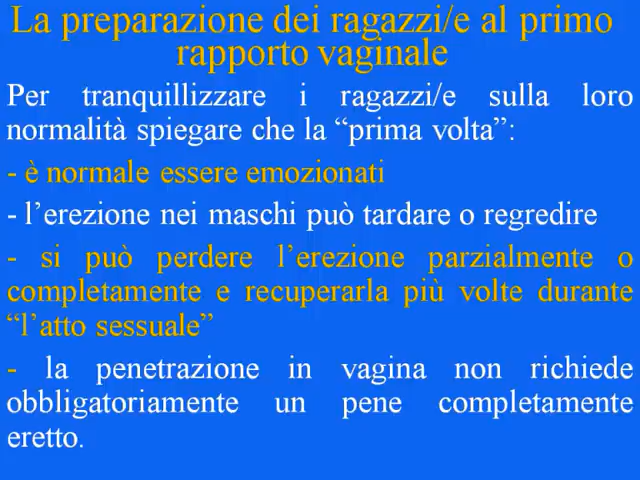 La preparazione dei ragazzi/e al primo
rapporto vaginale
Per tranquillizzare i ragazzi/e sulla loro
normalità spiegare che la “prima volta”:
- è normale essere emozionati
- l’erezione nei maschi può tardare o regredire
- si può perdere l’erezione parzialmente o
completamente e recuperarla più volte durante
“l’atto sessuale”
- la penetrazione in vagina non richiede
obbligatoriamente un pene completamente
eretto.